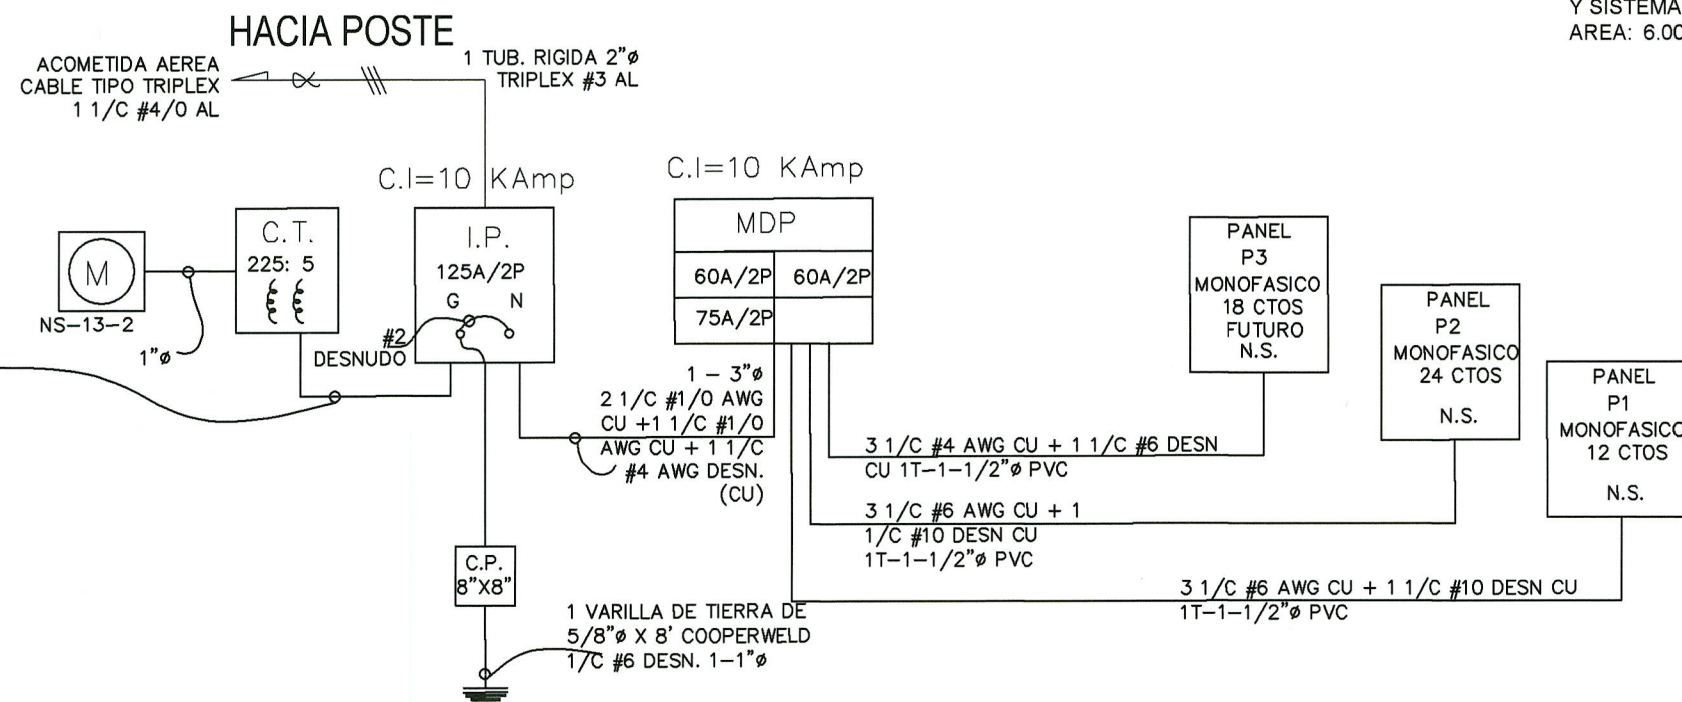 Y SISTEMA
AREA: 6.00
HACIA POSTE
ACOMETIDA AEREA
CABLE TIPO TRIPLEX
1 1/C #4/0 AL
1 TUB. RIGIDA 2"ø
TRIPLEX #3 AL
C.I=10 KAmp
C.I=10 KAmp
M
NS-13-2
1"ø
C.T.
225: 5
I.P.
125A/2P
G N
#2
DESNUDO
MDP
60A/2P 60A/2P
75A/2P
1 - 3"ø
2 1/C #1/0 AWG
CU +1 1/C #1/0
AWG CU + 1 1/C
#4 AWG DESN.
(CU)
PANEL
P3
MONOFASICO
18 CTOS
FUTURO
N.S.
PANEL
P2
MONOFASICO
24 CTOS
N.S.
PANEL
P1
MONOFASICO
12 CTOS
N.S.
3 1/C #4 AWG CU + 1 1/C #6 DESN
CU 1T-1-1/2"ø PVC
3 1/C #6 AWG CU + 1
1/C #10 DESN CU
1T-1-1/2"ø PVC
3 1/C #6 AWG CU + 1 1/C #10 DESN CU
1T-1-1/2"ø PVC
C.P.
8"X8"
1 VARILLA DE TIERRA DE
5/8"ø X 8' COOPERWELD
1/C #6 DESN. 1-1"ø